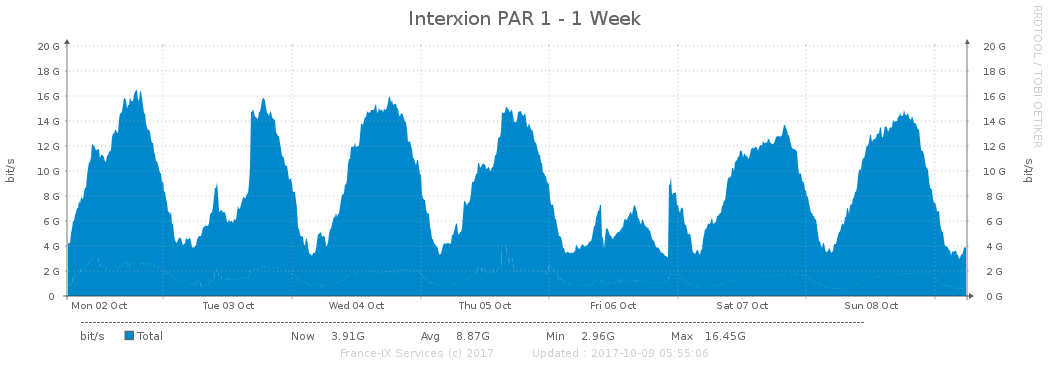 Interxion PAR 1 - 1 Week
RRDTOOL / TOBI OETIKER
bit/s
bit/s
20 G 20 G
18 G 18 G
16 G 16 G
14 G 14 G
12 G 12 G
10 G 10 G
8 G 8 G
6 G 6 G
4 G 4 G
2 G 2 G
0 0 G
Mon 02 Oct Tue 03 Oct Wed 04 Oct Thu 05 Oct Fri 06 Oct Sat 07 Oct Sun 08 Oct
bit/s Total Now 3.91G Avg 8.87G Min 2.96G Max 16.45G
France-IX Services (c) 2017 Updated : 2017-10-09 05:55:06